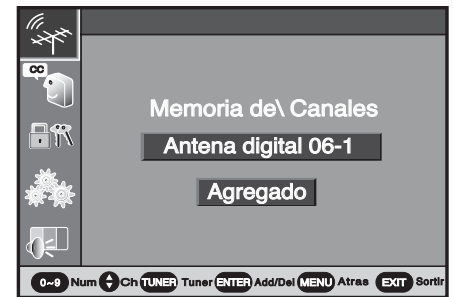 CC
Memoria de\ Canales
Antena digital 06-1
Agregado
0~9 Num Ch TUNER Tuner ENTER Add/Del MENU Atras EXIT Sortir